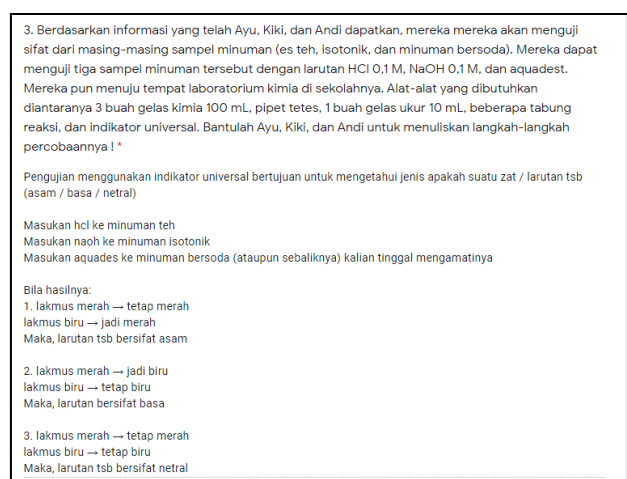 3. Berdasarkan informasi yang telah Ayu, Kiki, dan Andi dapatkan, mereka mereka akan menguji
sifat dari masing-masing sampel minuman (es teh, isotonik, dan minuman bersoda). Mereka dapat
menguji tiga sampel minuman tersebut dengan larutan HCl 0,1 M, NaOH 0,1 M, dan aquadest.
Mereka pun menuju tempat laboratorium kimia di sekolahnya. Alat-alat yang dibutuhkan
diantaranya 3 buah gelas kimia 100 mL, pipet tetes, 1 buah gelas ukur 10 mL, beberapa tabung
reaksi, dan indikator universal. Bantulah Ayu, Kiki, dan Andi untuk menuliskan langkah-langkah
percobaannya ! *
Pengujian menggunakan indikator universal bertujuan untuk mengetahui jenis apakah suatu zat / larutan tsb
(asam / basa / netral)
Masukan hcl ke minuman teh
Masukan naoh ke minuman isotonik
Masukan aquades ke minuman bersoda (ataupun sebaliknya) kalian tinggal mengamatinya
Bila hasilnya:
1. lakmus merah → tetap merah
lakmus biru → jadi merah
Maka, larutan tsb bersifat asam
2. lakmus merah → jadi biru
lakmus biru → tetap biru
Maka, larutan bersifat basa
3. lakmus merah → tetap merah
lakmus biru → tetap biru
Maka, larutan tsb bersifat netral